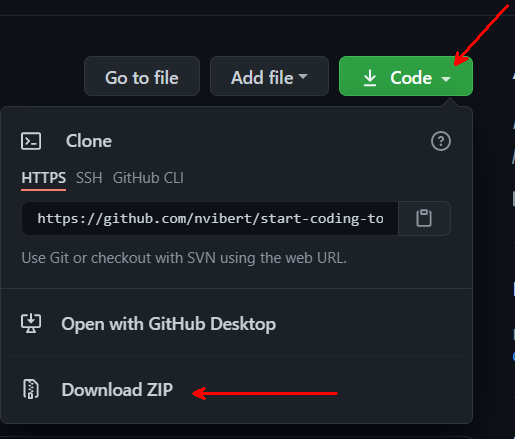 Go to file
Add file
Code
Clone
HTTPS SSH GitHub CLI
https://github.com/nvibert/start-coding-to
Use Git or checkout with SVN using the web URL.
Open with GitHub Desktop
Download ZIP